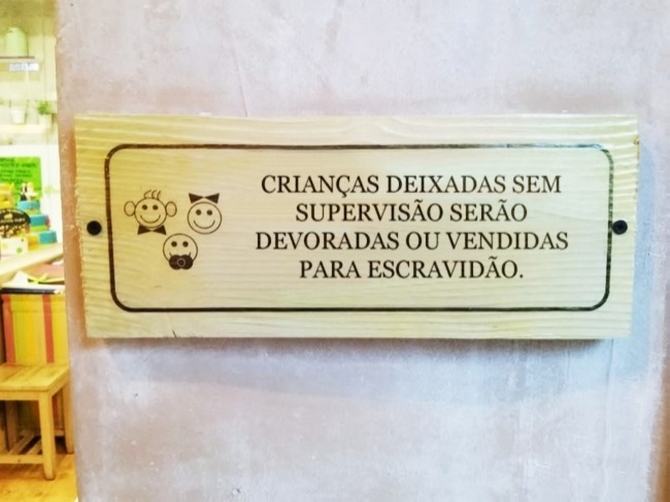 CRIANÇAS DEIXADAS SEM
SUPERVISÃO SERÃO
DEVORADAS OU VENDIDAS
PARA ESCRAVIDÃO.